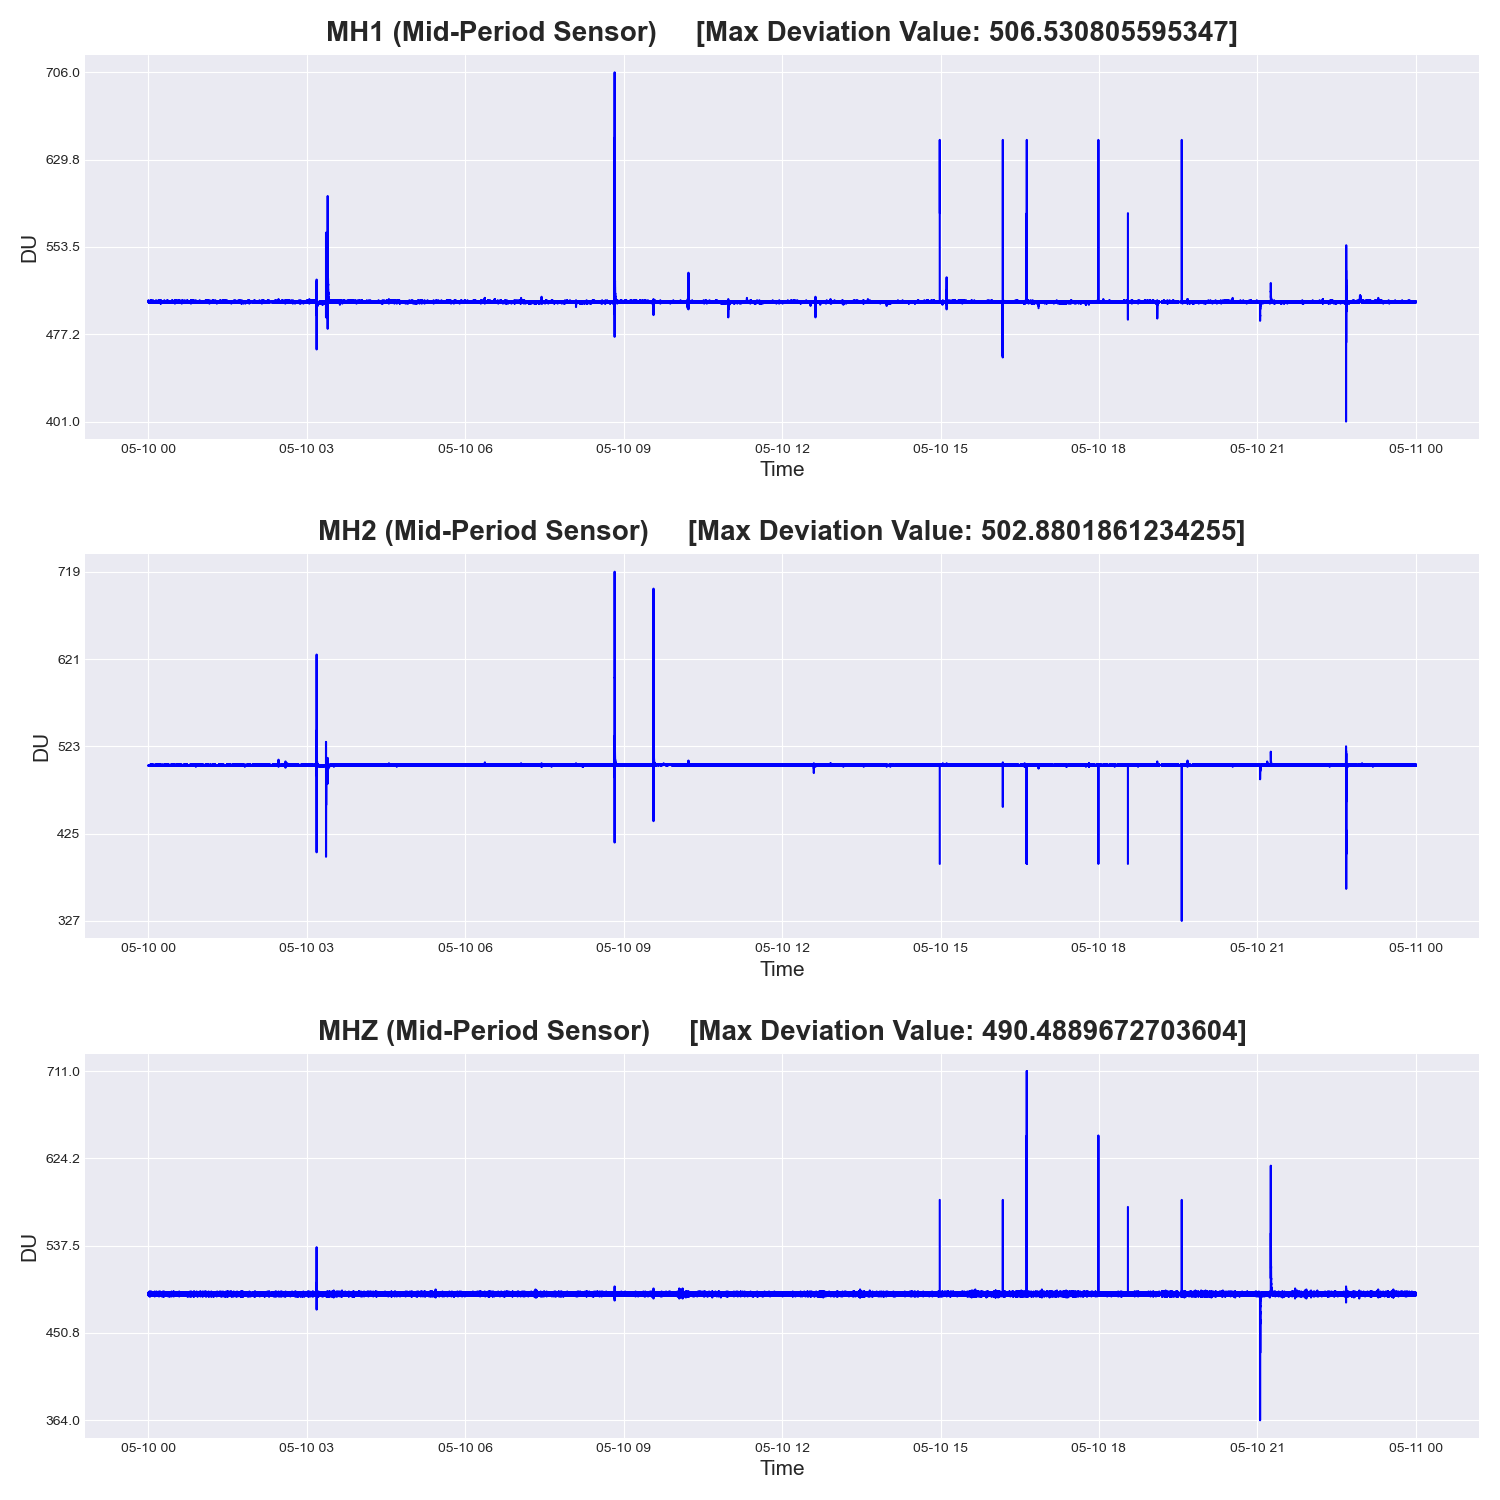 MH1 (Mid-Period Sensor) [Max Deviation Value: 506.530805595347]
706.0
629.8
553.5
477.2
401.0
DU
05-10 00 05-10 03 05-10 06 05-10 09 05-10 12 05-10 15 05-10 18 05-10 21 05-11 00
Time
MH2 (Mid-Period Sensor) [Max Deviation Value: 502.8801861234255]
719
621
523
425
327
DU
05-10 00 05-10 03 05-10 06 05-10 09 05-10 12 05-10 15 05-10 18 05-10 21 05-11 00
Time
MHZ (Mid-Period Sensor) [Max Deviation Value: 490.4889672703604]
711.0
624.2
537.5
450.8
364.0
DU
05-10 00 05-10 03 05-10 06 05-10 09 05-10 12 05-10 15 05-10 18 05-10 21 05-11 00
Time